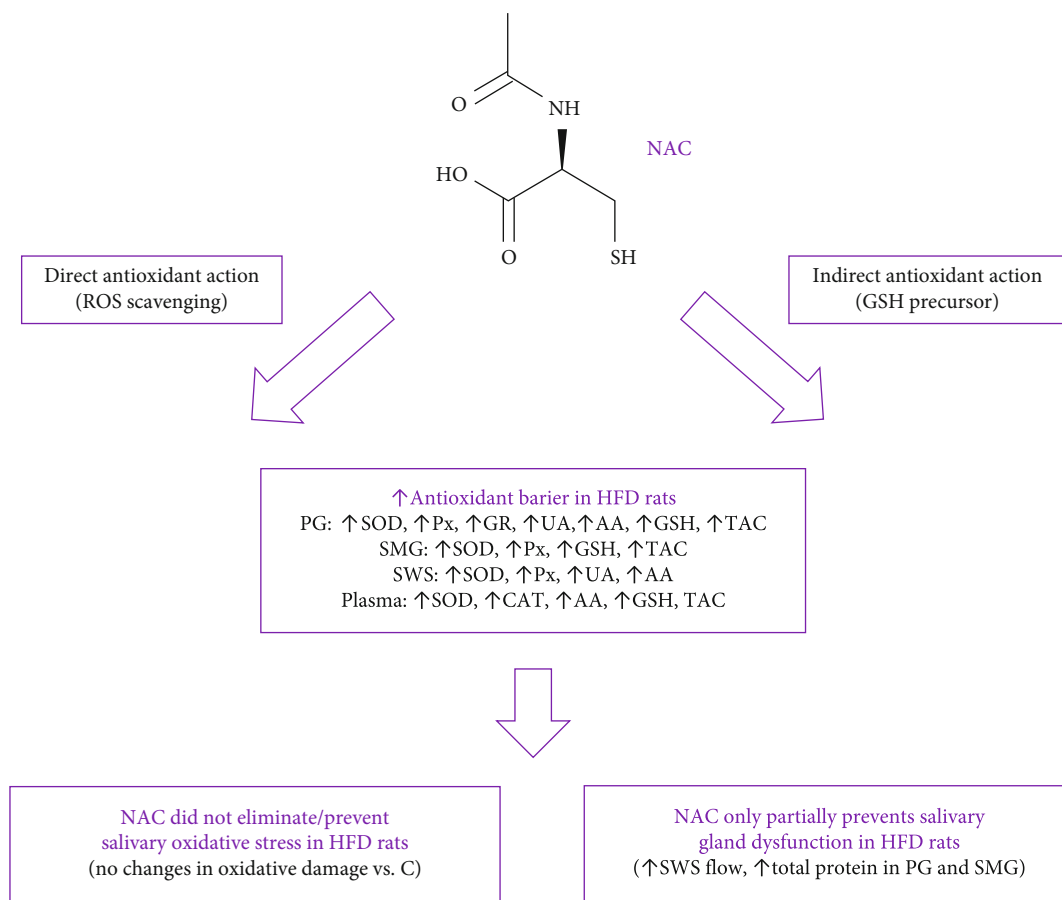 O
NH
NAC
HO
O
SH
Direct antioxidant action
(ROS scavenging)
Indirect antioxidant action
(GSH precursor)
↑Antioxidant barier in HFD rats
PG: ↑SOD, ↑Px, ↑GR, ↑UA,↑AA, ↑GSH, ↑TAC
SMG: ↑SOD, ↑Px, ↑GSH, ↑TAC
SWS: ↑SOD, ↑Px, ↑UA, ↑AA
Plasma: ↑SOD, ↑CAT, ↑AA, ↑GSH, TAC
NAC did not eliminate/prevent
salivary oxidative stress in HFD rats
(no changes in oxidative damage vs. C)
NAC only partially prevents salivary
gland dysfunction in HFD rats
(↑SWS flow, ↑total protein in PG and SMG)